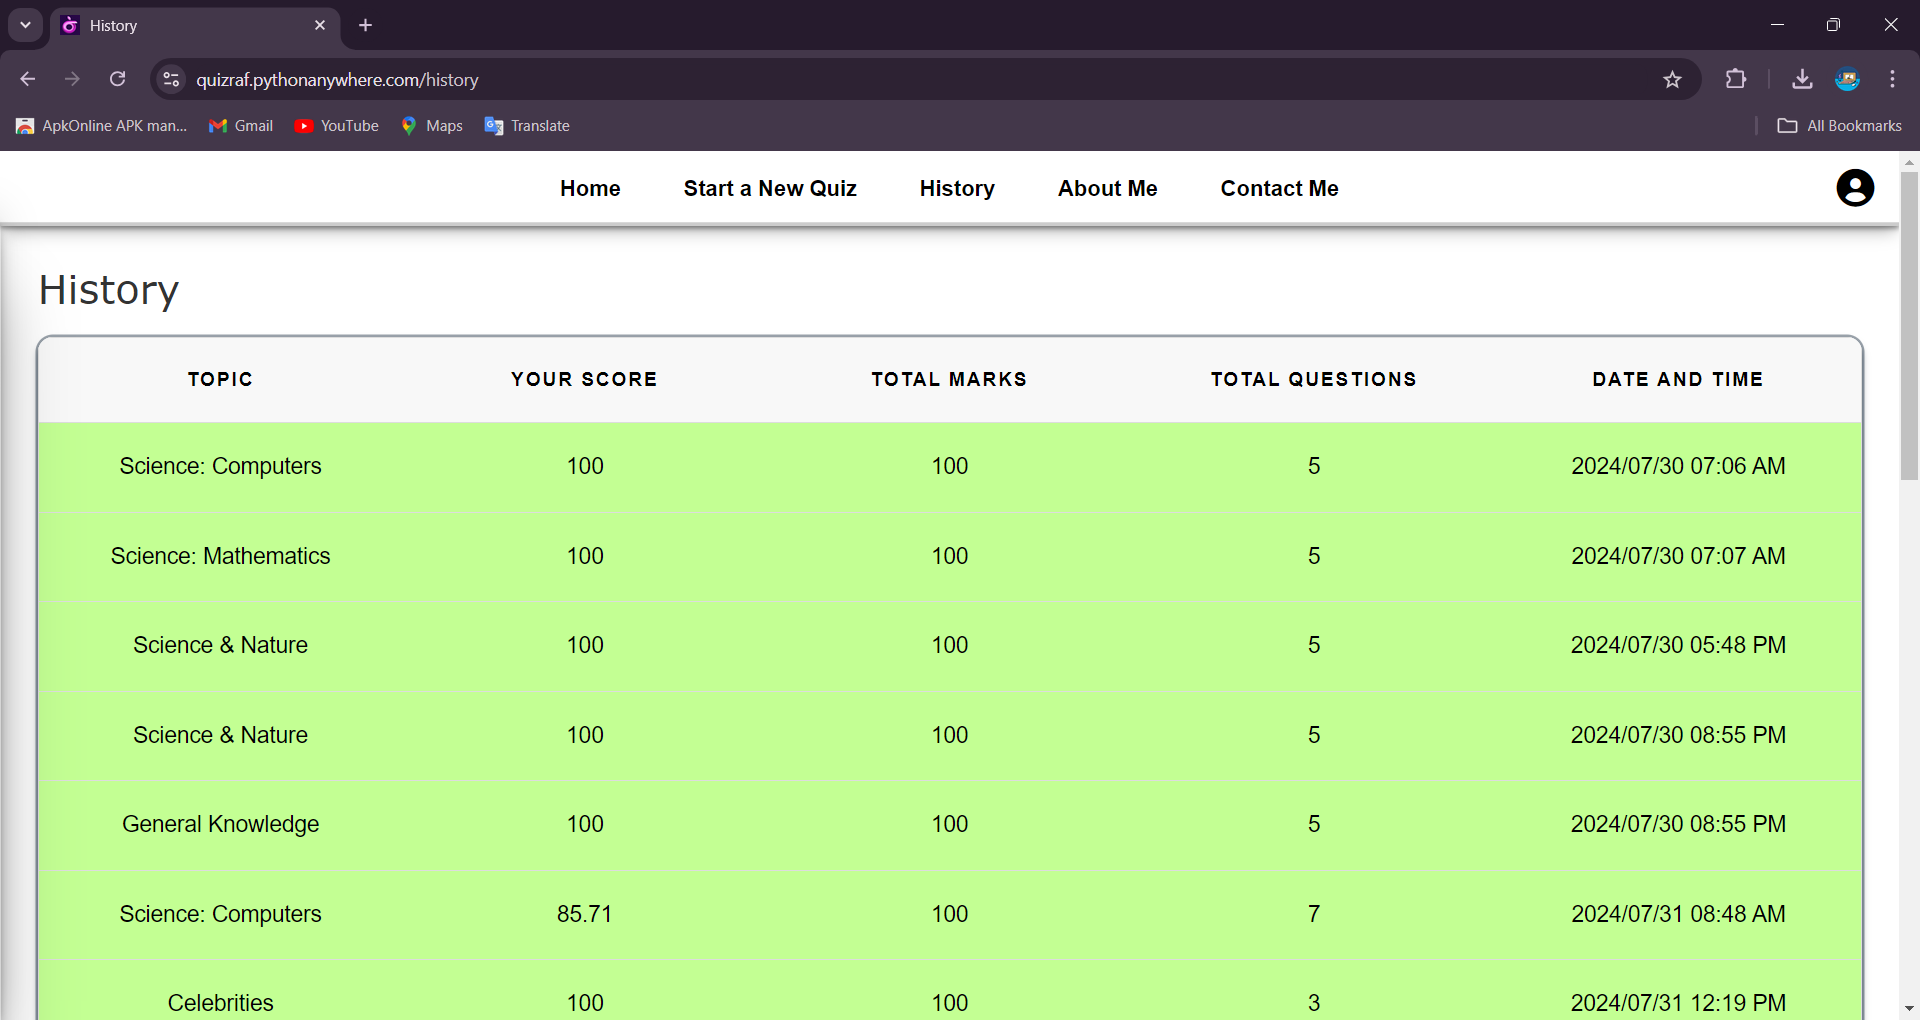 History
quizraf.pythonanywhere.com/history
ApkOnline APK man... Gmail YouTube Maps Translate All Bookmarks
Home Start a New Quiz History About Me Contact Me
History
TOPIC YOUR SCORE TOTAL MARKS TOTAL QUESTIONS DATE AND TIME
Science: Computers 100 100 5 2024/07/30 07:06 AM
Science: Mathematics 100 100 5 2024/07/30 07:07 AM
Science & Nature 100 100 5 2024/07/30 05:48 PM
Science & Nature 100 100 5 2024/07/30 08:55 PM
General Knowledge 100 100 5 2024/07/30 08:55 PM
Science: Computers 85.71 100 7 2024/07/31 08:48 AM
Celebrities 100 100 3 2024/07/31 12:19 PM